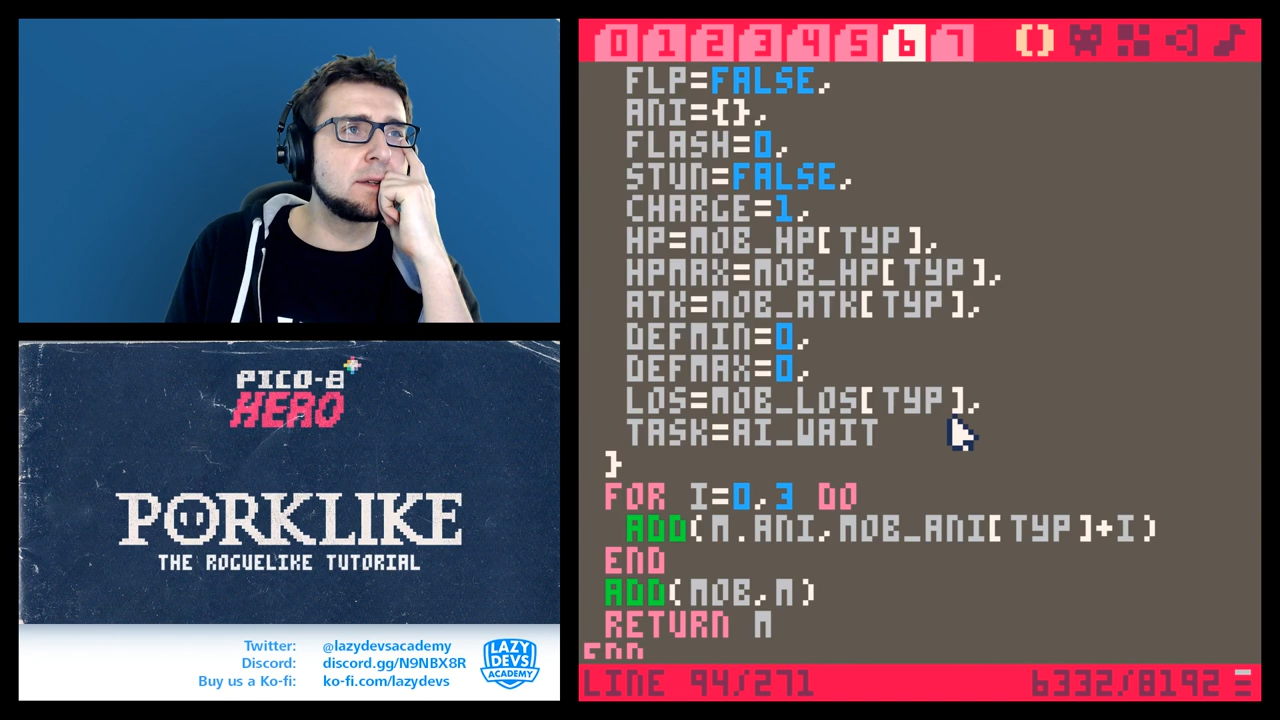 0 1 2 3 4 5 6 7 ()
FLP=FALSE,
ANI={},
FLASH=0,
STUN=FALSE,
CHARGE=1,
HP=MOB_HP[TYP],
HPMAX=MOB_HP[TYP],
ATK=MOB_ATK[TYP],
DEFMIN=0,
DEFMAX=0,
LOS=MOB_LOS[TYP],
TASK=AI_WAIT
}
FOR I=0,3 DO
ADD(M.ANI,MOB_ANI[TYP]+I)
END
ADD(MOB,M)
RETURN M
END
LINE 94/271 6332/8192
PICO-8
HERO
PORKLIKE
THE ROGUELIKE TUTORIAL
Twitter: @lazydevsacademy
Discord: discord.gg/N9NBX8R
Buy us a Ko-fi: ko-fi.com/lazydevs
LAZY
DEVS
ACADEMY